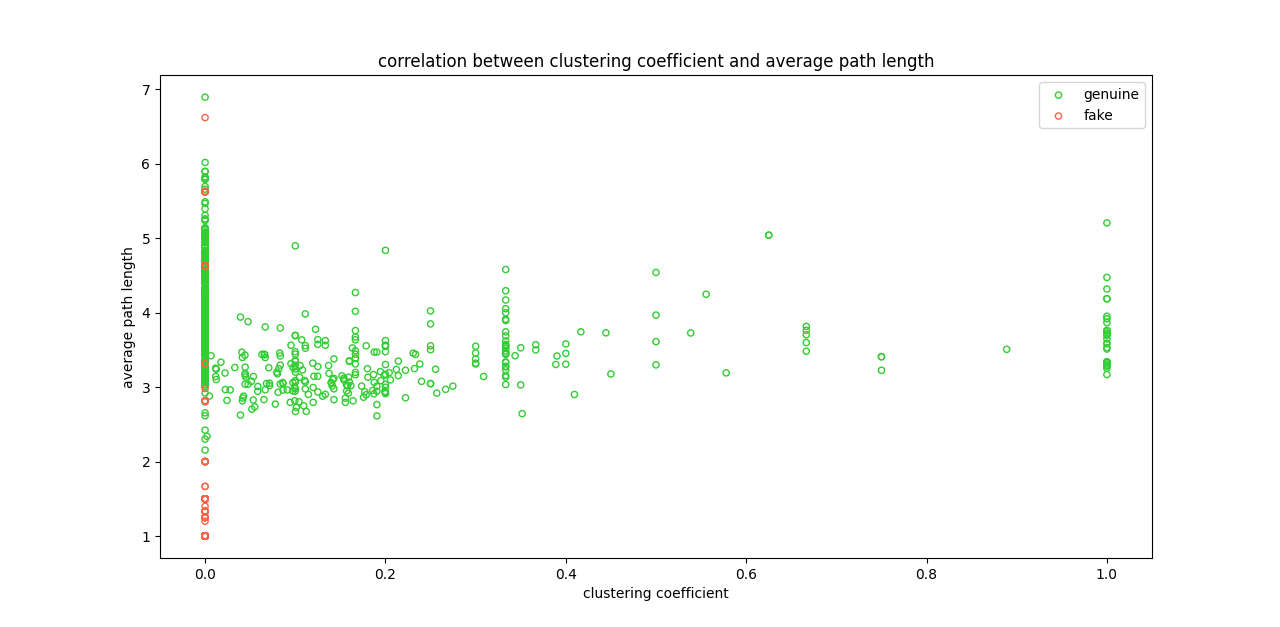 correlation between clustering coefficient and average path length
genuine
fake
average path length
7
6
5
4
3
2
1
0.0 0.2 0.4 0.6 0.8 1.0
clustering coefficient